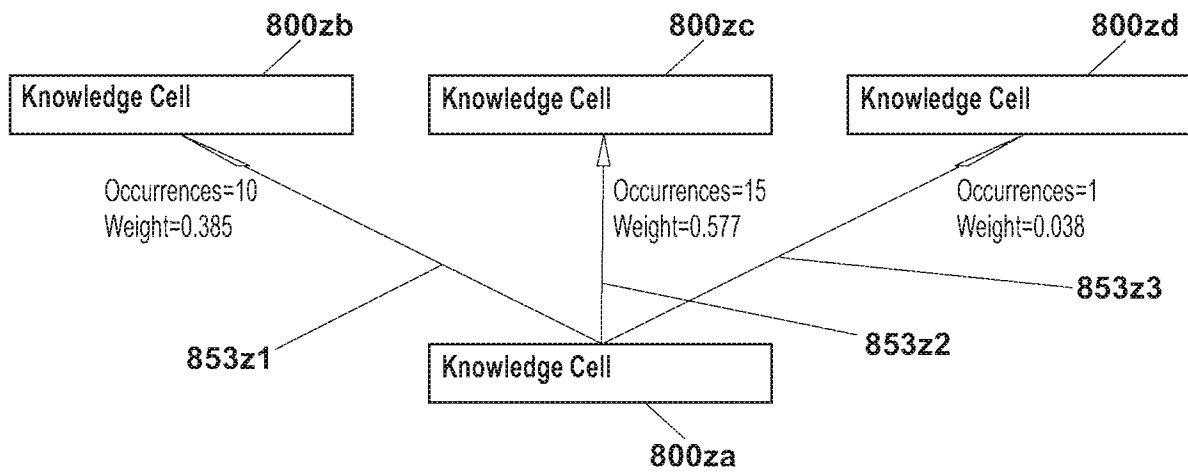 800zb
800zc
800zd
Knowledge Cell
Knowledge Cell
Knowledge Cell
Occurrences=10
Weight=0.385
Occurrences=15
Weight=0.577
Occurrences=1
Weight=0.038
853z3
853z1
853z2
Knowledge Cell
800za